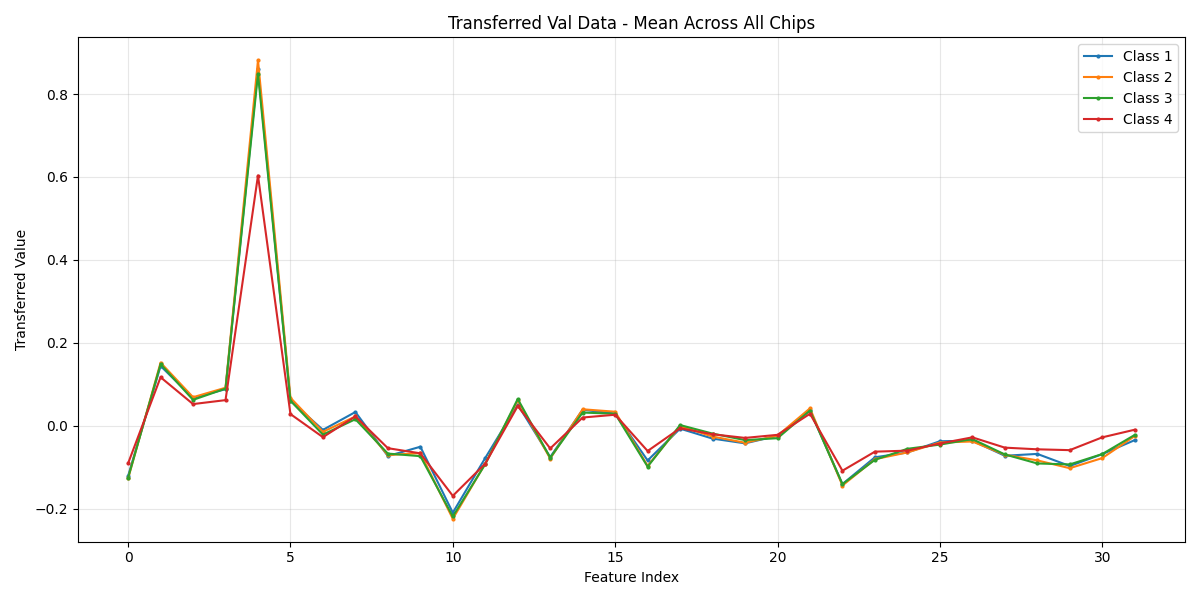 Transferred Val Data - Mean Across All Chips
Class 1
Class 2
Class 3
Class 4
Transferred Value
0.8
0.6
0.4
0.2
0.0
−0.2
0 5 10 15 20 25 30
Feature Index